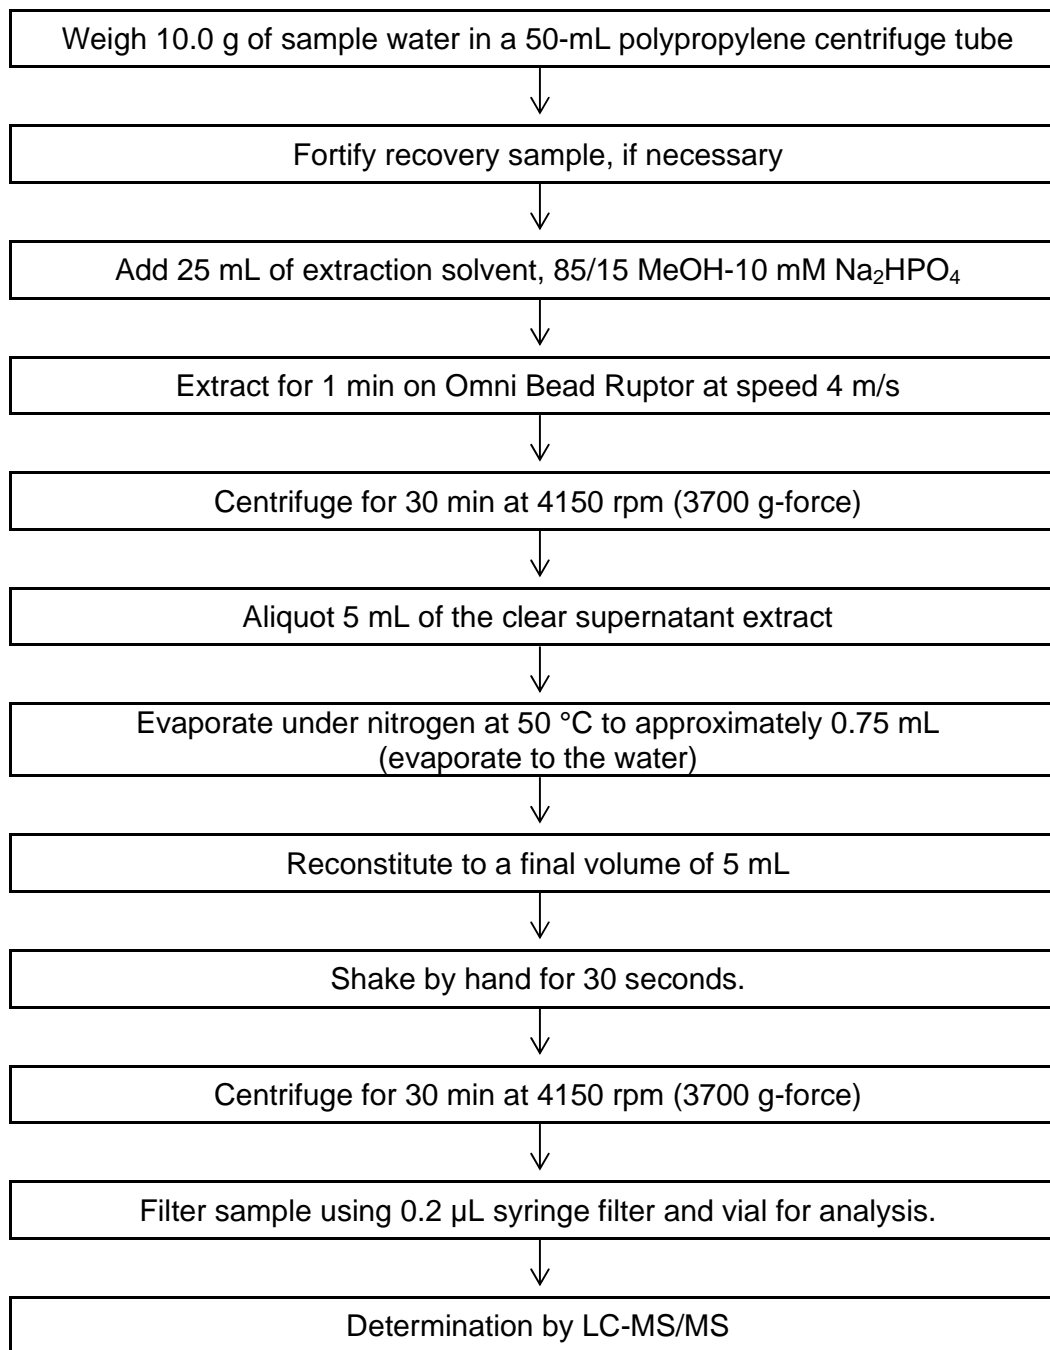 Weigh 10.0 g of sample water in a 50-mL polypropylene centrifuge tube
Fortify recovery sample, if necessary
Add 25 mL of extraction solvent, 85/15 MeOH-10 mM Na₂HPO₄
Extract for 1 min on Omni Bead Ruptor at speed 4 m/s
Centrifuge for 30 min at 4150 rpm (3700 g-force)
Aliquot 5 mL of the clear supernatant extract
Evaporate under nitrogen at 50 °C to approximately 0.75 mL
(evaporate to the water)
Reconstitute to a final volume of 5 mL
Shake by hand for 30 seconds.
Centrifuge for 30 min at 4150 rpm (3700 g-force)
Filter sample using 0.2 µL syringe filter and vial for analysis.
Determination by LC-MS/MS